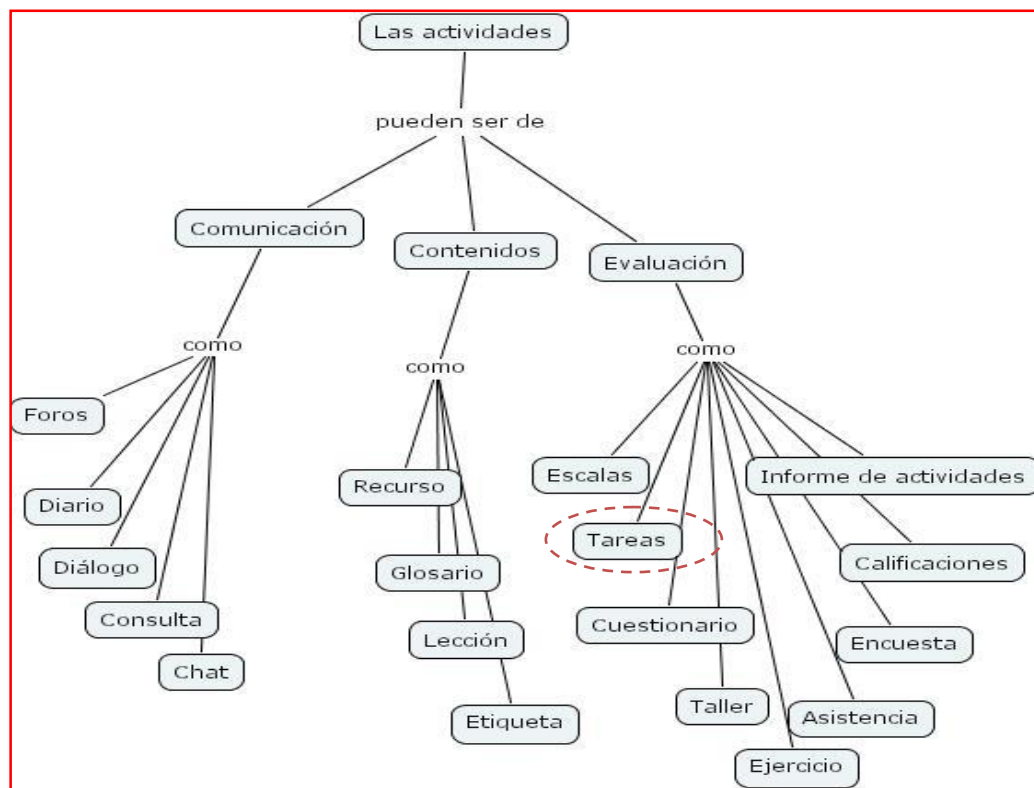 Las actividades
pueden ser de
Comunicación
Contenidos
Evaluación
como
como
como
Foros
Diario
Diálogo
Consulta
Chat
Recurso
Glosario
Lección
Etiqueta
Escalas
Tareas
Cuestionario
Taller
Ejercicio
Asistencia
Encuesta
Calificaciones
Informe de actividades